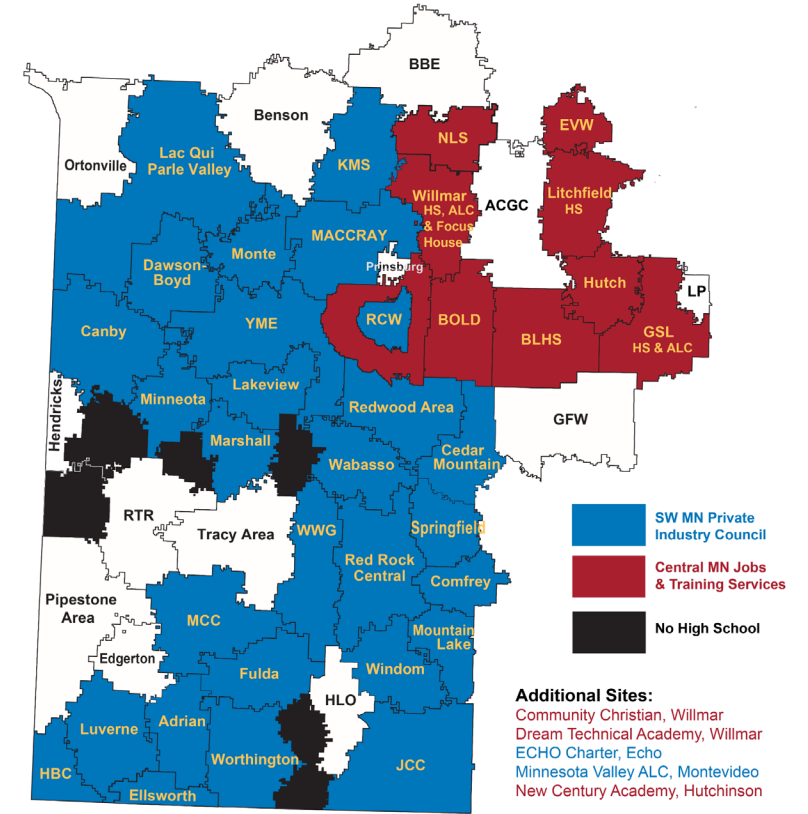 BBE
Benson
EVW
NLS
Ortonville
Lac Qui
Parle Valley
KMS
Willmar
HS, ALC
& Focus
House
ACGC
Litchfield
HS
MACCRAY
Monte
Prinsburg
Dawson-
Boyd
Hutch
LP
Canby
YME
RCW
BOLD
BLHS
GSL
HS & ALC
Hendricks
Minneota
Lakeview
Redwood Area
GFW
Marshall
Wabasso
Cedar
Mountain
RTR
Tracy Area
WWG
Springfield
Red Rock
Central
Comfrey
SW MN Private
Industry Council
Central MN Jobs
& Training Services
No High School
Pipestone
Area
MCC
Mountain
Lake
Edgerton
Fulda
Windom
HLO
Luverne
Adrian
Worthington
JCC
HBC
Ellsworth
Additional Sites:
Community Christian, Willmar
Dream Technical Academy, Willmar
ECHO Charter, Echo
Minnesota Valley ALC, Montevideo
New Century Academy, Hutchinson